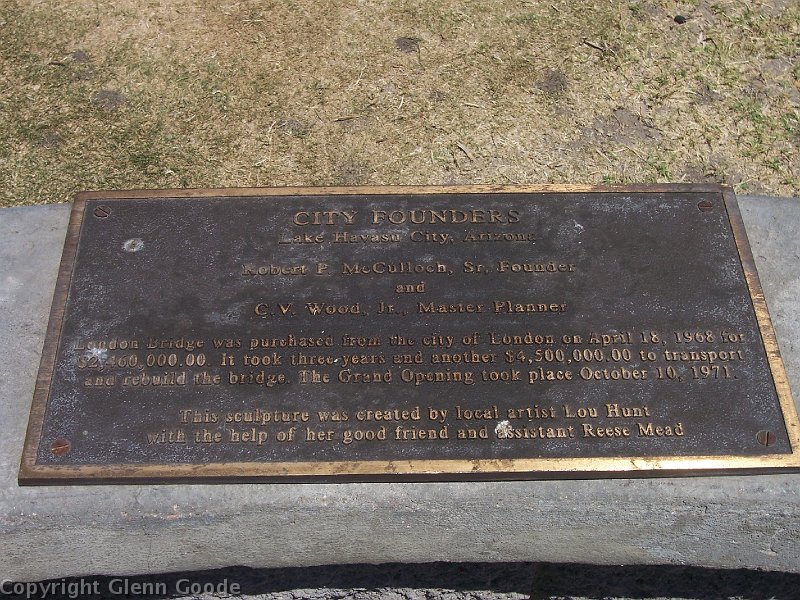 CITY FOUNDERS
Lake Havasu City, Arizona
Robert P. McCulloch, Sr, Founder
and
C.V. Wood, Jr., Master Planner
London Bridge was purchased from the city of London on April 18, 1968 for
$2,460,000.00. It took three years and another $4,500,000.00 to transport
and rebuild the bridge. The Grand Opening took place October 10, 1971.
This sculpture was created by local artist Lou Hunt
with the help of her good friend and assistant Reese Mead
Copyright Glenn Goode